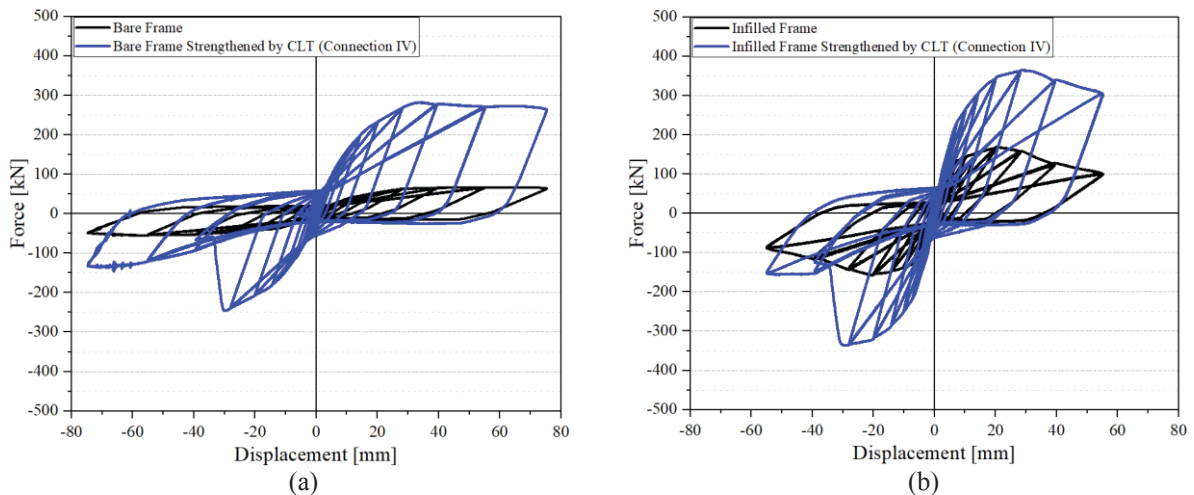 Bare Frame
Bare Frame Strengthened by CLT (Connection IV)
500
400
300
200
100
0
-100
-200
-300
-400
-500
Force [kN]
-80 -60 -40 -20 0 20 40 60 80
Displacement [mm]
(a)
Infilled Frame
Infilled Frame Strengthened by CLT (Connection IV)
500
400
300
200
100
0
-100
-200
-300
-400
-500
Force [kN]
-80 -60 -40 -20 0 20 40 60 80
Displacement [mm]
(b)